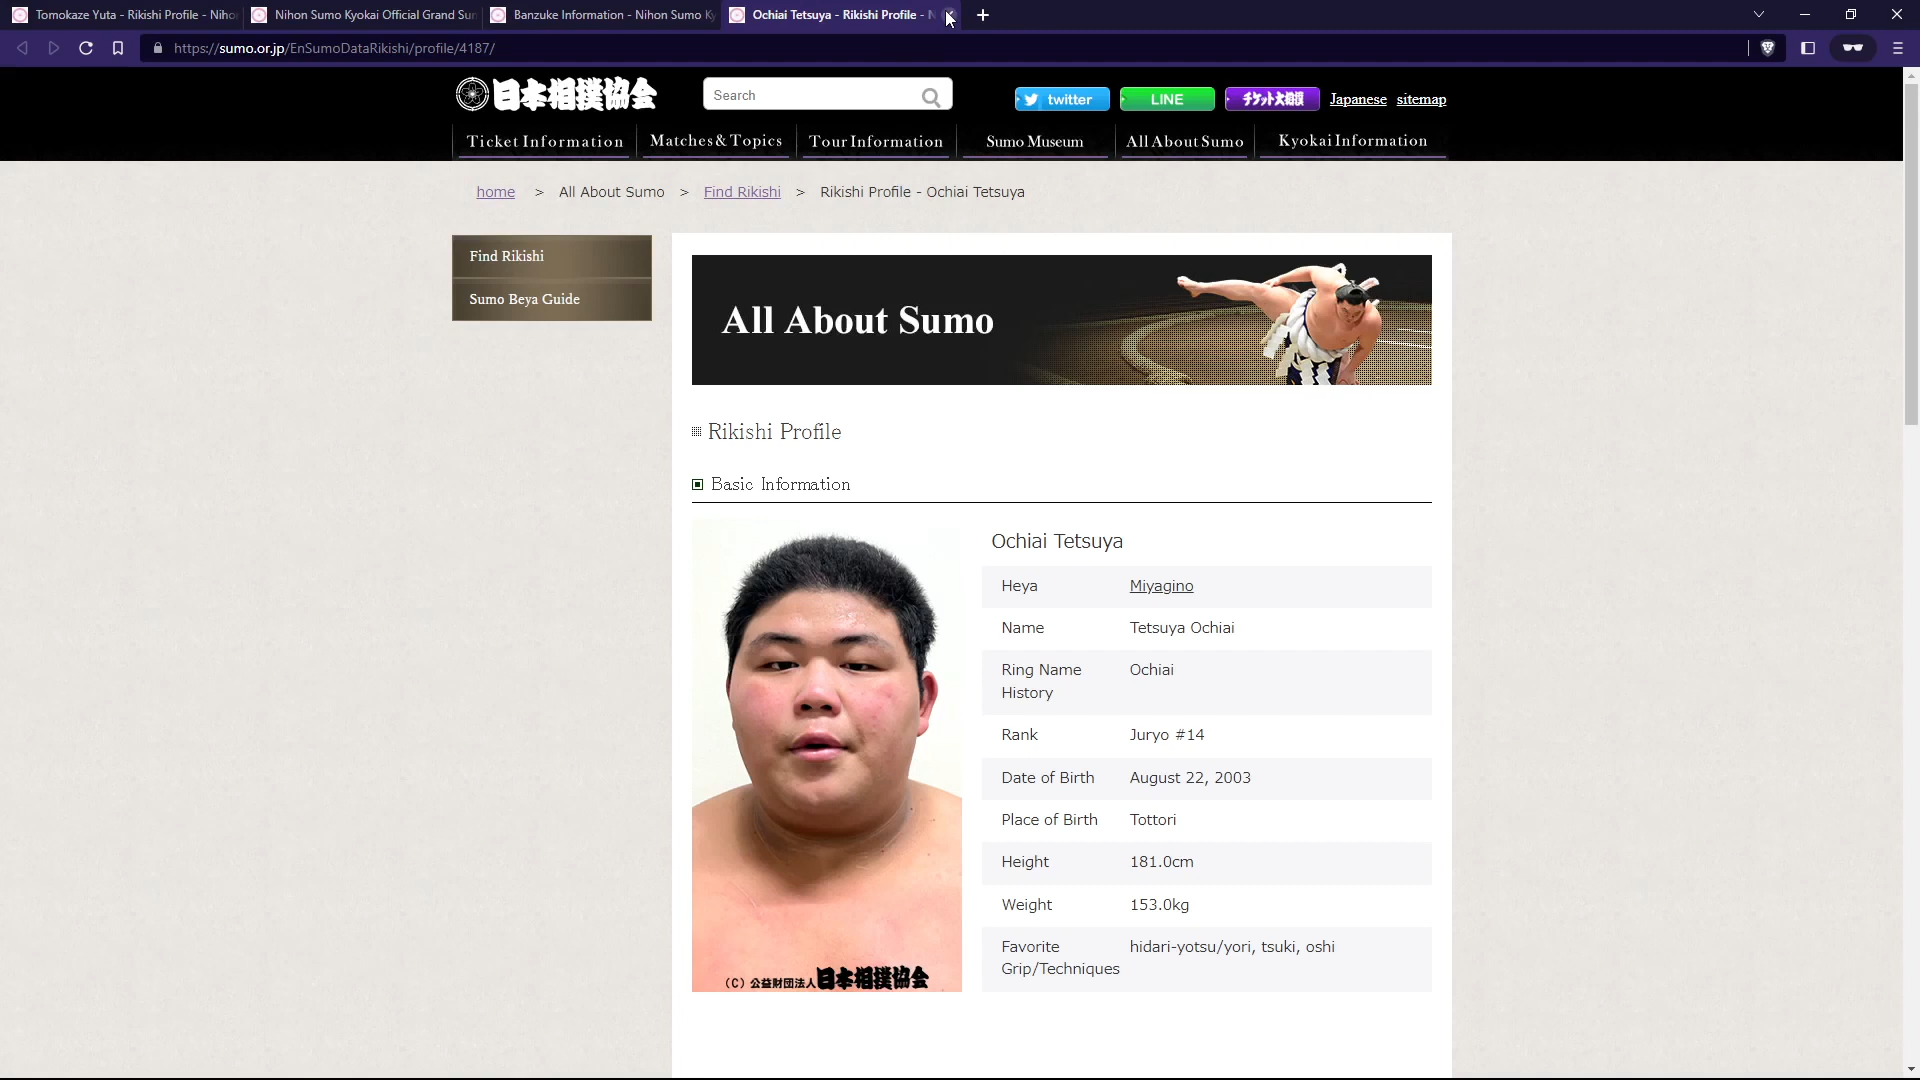 Tomokaze Yuta - Rikishi Profile - Niho
Nihon Sumo Kyokai Official Grand Sum
Banzuke Information - Nihon Sumo Ky
Ochiai Tetsuya - Rikishi Profile - N
https://sumo.or.jp/EnSumoDataRikishi/profile/4187/
日本相撲協会
Search
twitter
LINE
チケット大相撲
Japanese
sitemap
Ticket Information
Matches&Topics
Tour Information
Sumo Museum
All About Sumo
Kyokai Information
home > All About Sumo > Find Rikishi > Rikishi Profile - Ochiai Tetsuya
Find Rikishi
Sumo Beya Guide
All About Sumo
Rikishi Profile
Basic Information
Ochiai Tetsuya
Heya Miyagino
Name Tetsuya Ochiai
Ring Name Ochiai
History
Rank Juryo #14
Date of Birth August 22, 2003
Place of Birth Tottori
Height 181.0cm
Weight 153.0kg
Favorite hidari-yotsu/yori, tsuki, oshi
Grip/Techniques
(C) 公益財団法人日本相撲協会